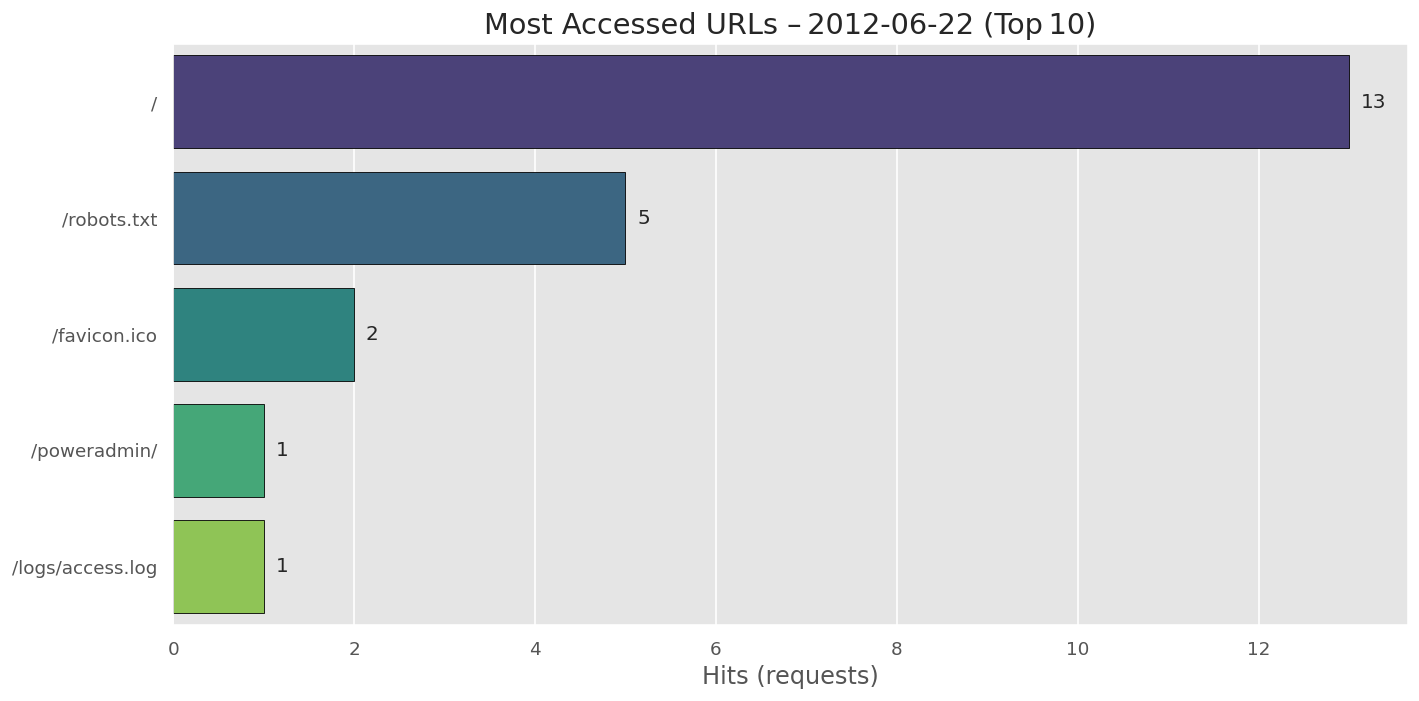 Most Accessed URLs – 2012-06-22 (Top 10)
/
13
/robots.txt
5
/favicon.ico
2
/poweradmin/
1
/logs/access.log
1
0 2 4 6 8 10 12
Hits (requests)